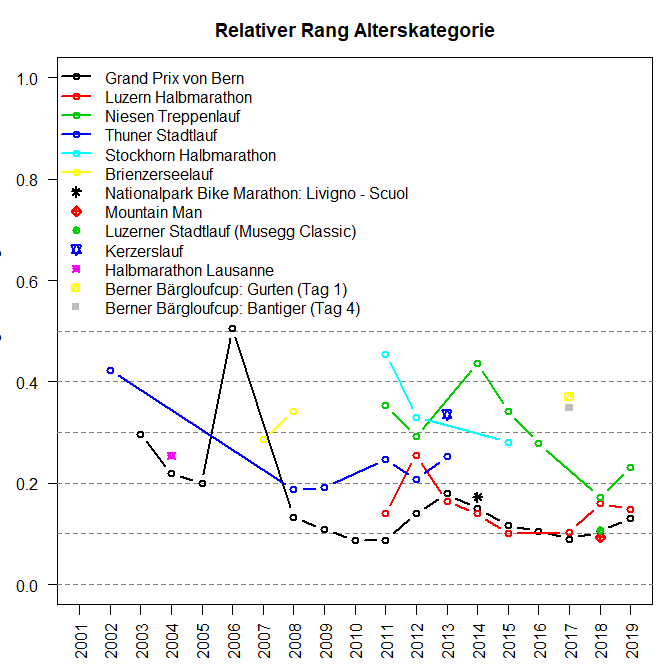 Relativer Rang Alterskategorie
1.0
0.8
0.6
0.4
0.2
0.0
Grand Prix von Bern
Luzern Halbmarathon
Niesen Treppenlauf
Thuner Stadtlauf
Stockhorn Halbmarathon
Brienzerseelauf
Nationalpark Bike Marathon: Livigno - Scuol
Mountain Man
Luzerner Stadtlauf (Musegg Classic)
Kerzerslauf
Halbmarathon Lausanne
Berner Bärgloufcup: Gurten (Tag 1)
Berner Bärgloufcup: Bantiger (Tag 4)
2001 2002 2003 2004 2005 2006 2007 2008 2009 2010 2011 2012 2013 2014 2015 2016 2017 2018 2019